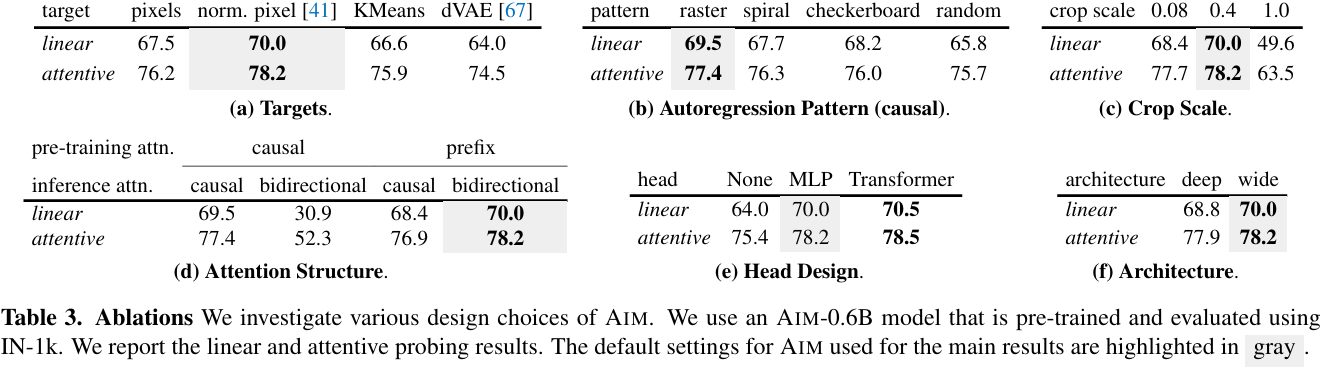 target pixels norm. pixel [41] KMeans dVAE [67]
linear 67.5 70.0 66.6 64.0
attentive 76.2 78.2 75.9 74.5
(a) Targets.
pattern raster spiral checkerboard random
linear 69.5 67.7 68.2 65.8
attentive 77.4 76.3 76.0 75.7
(b) Autoregression Pattern (causal).
crop scale 0.08 0.4 1.0
linear 68.4 70.0 49.6
attentive 77.7 78.2 63.5
(c) Crop Scale.
pre-training attn. causal prefix
inference attn. causal bidirectional causal bidirectional
linear 69.5 30.9 68.4 70.0
attentive 77.4 52.3 76.9 78.2
(d) Attention Structure.
head None MLP Transformer
linear 64.0 70.0 70.5
attentive 75.4 78.2 78.5
(e) Head Design.
architecture deep wide
linear 68.8 70.0
attentive 77.9 78.2
(f) Architecture.
Table 3. Ablations We investigate various design choices of AIM. We use an AIM-0.6B model that is pre-trained and evaluated using
IN-1k. We report the linear and attentive probing results. The default settings for AIM used for the main results are highlighted in gray .